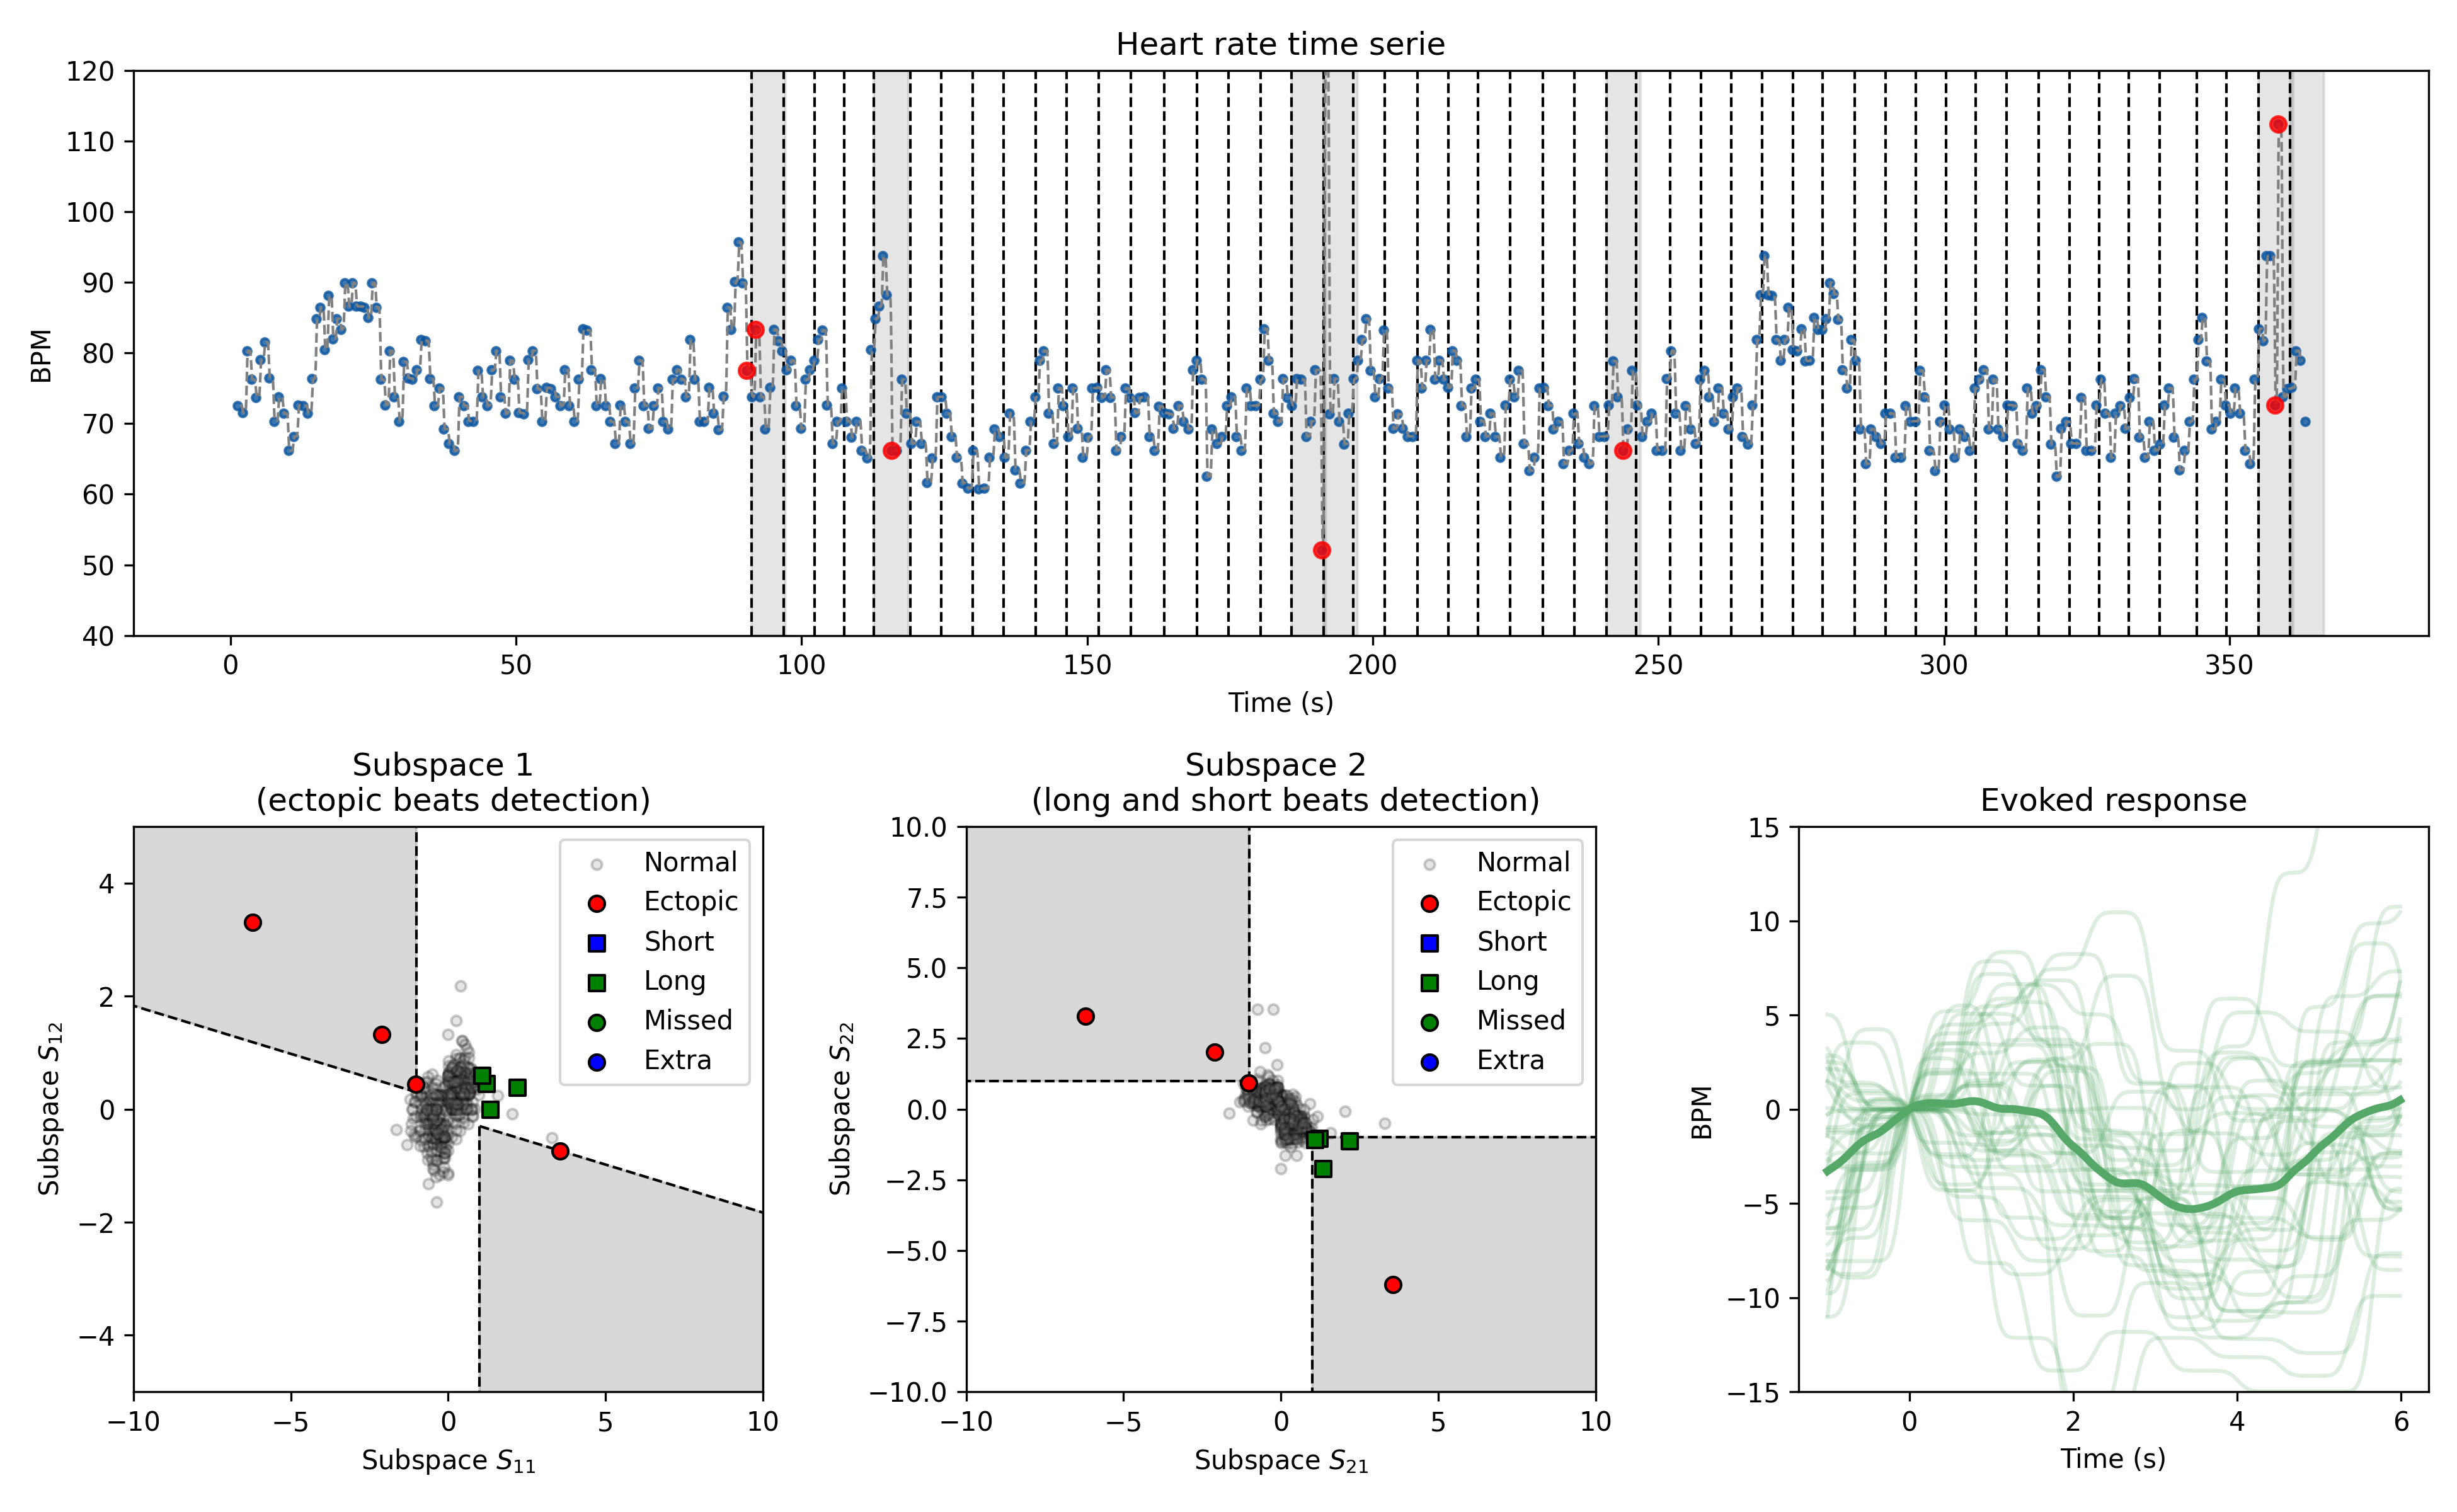 Heart rate time serie
120
110
100
90
80
70
60
50
40
BPM
0 50 100 150 200 250 300 350
Time (s)
Subspace 1
(ectopic beats detection)
4
2
0
−2
−4
Subspace S12
−10 −5 0 5 10
Subspace S11
Normal
Ectopic
Short
Long
Missed
Extra
Subspace 2
(long and short beats detection)
10.0
7.5
5.0
2.5
0.0
−2.5
−5.0
−7.5
−10.0
Subspace S22
−10 −5 0 5 10
Subspace S21
Normal
Ectopic
Short
Long
Missed
Extra
Evoked response
15
10
5
0
−5
−10
−15
BPM
0 2 4 6
Time (s)